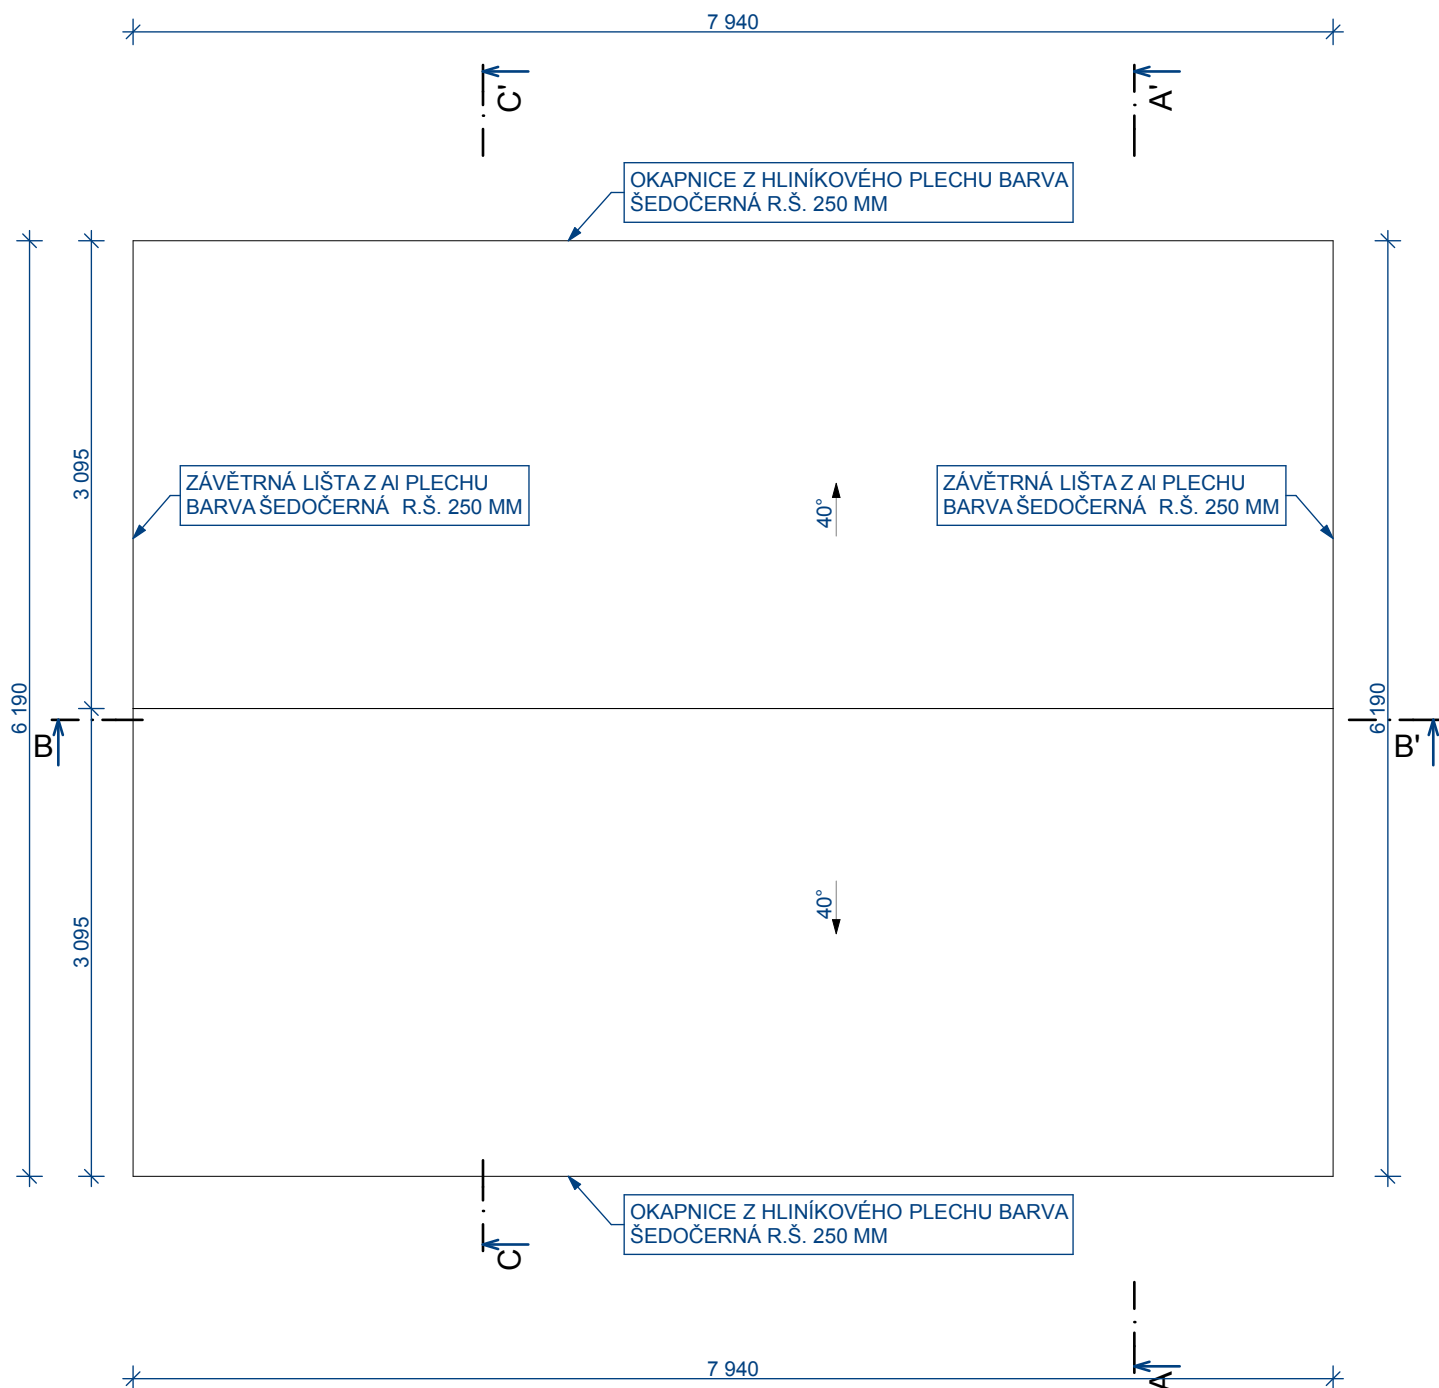 7 940
C'
A'
OKAPNICE Z HLINÍKOVÉHO PLECHU BARVA
ŠEDOČERNÁ R.Š. 250 MM
3 095
ZÁVĚTRNÁ LIŠTA Z Al PLECHU
BARVA ŠEDOČERNÁ  R.Š. 250 MM
ZÁVĚTRNÁ LIŠTA Z Al PLECHU
BARVA ŠEDOČERNÁ  R.Š. 250 MM
40°
6 190
6 190
B
B'
40°
3 095
OKAPNICE Z HLINÍKOVÉHO PLECHU BARVA
ŠEDOČERNÁ R.Š. 250 MM
C
7 940
A